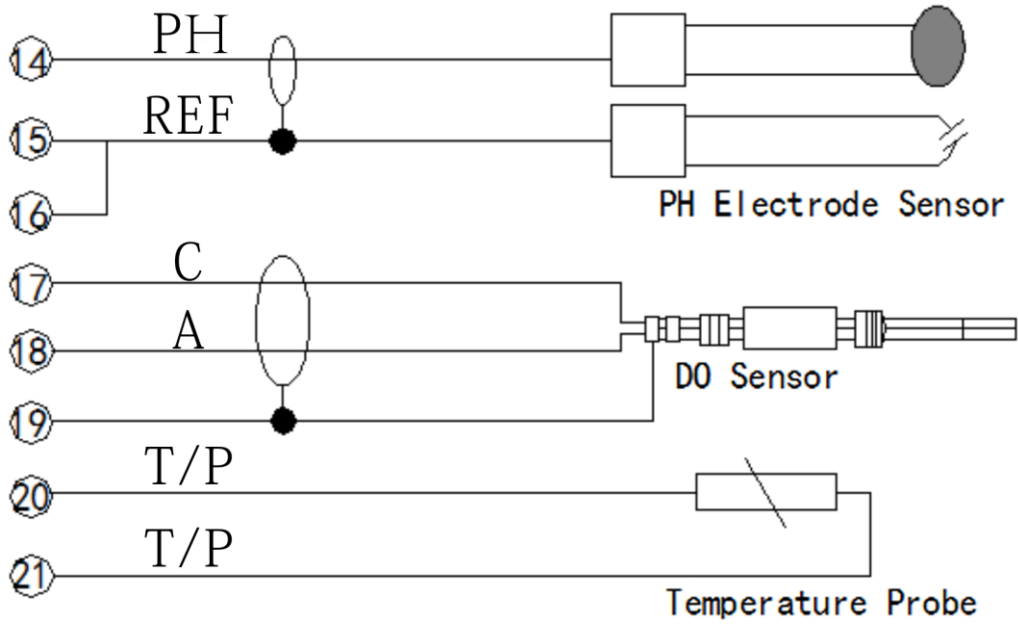 14 PH
15 REF
16
PH Electrode Sensor
17 C
18 A
DO Sensor
19
20 T/P
21 T/P
Temperature Probe